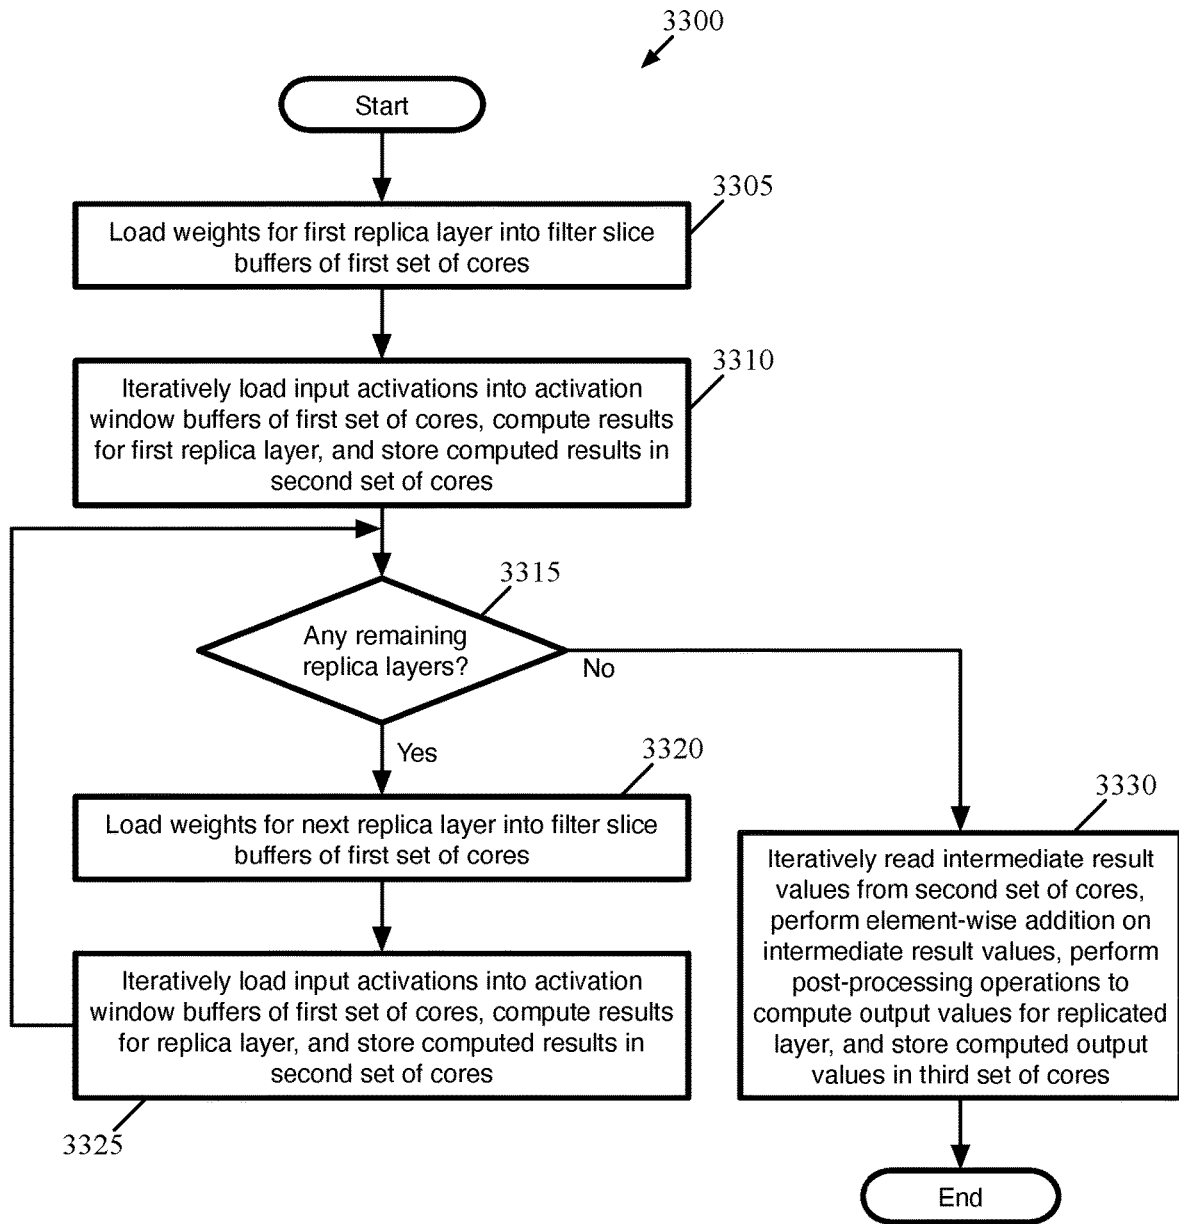 3300
Start
3305
Load weights for first replica layer into filter slice
buffers of first set of cores
3310
Iteratively load input activations into activation
window buffers of first set of cores, compute results
for first replica layer, and store computed results in
second set of cores
3315
Any remaining
replica layers?
No
Yes
3320
Load weights for next replica layer into filter slice
buffers of first set of cores
3325
Iteratively load input activations into activation
window buffers of first set of cores, compute results
for replica layer, and store computed results in
second set of cores
3330
Iteratively read intermediate result
values from second set of cores,
perform element-wise addition on
intermediate result values, perform
post-processing operations to
compute output values for replicated
layer, and store computed output
values in third set of cores
End